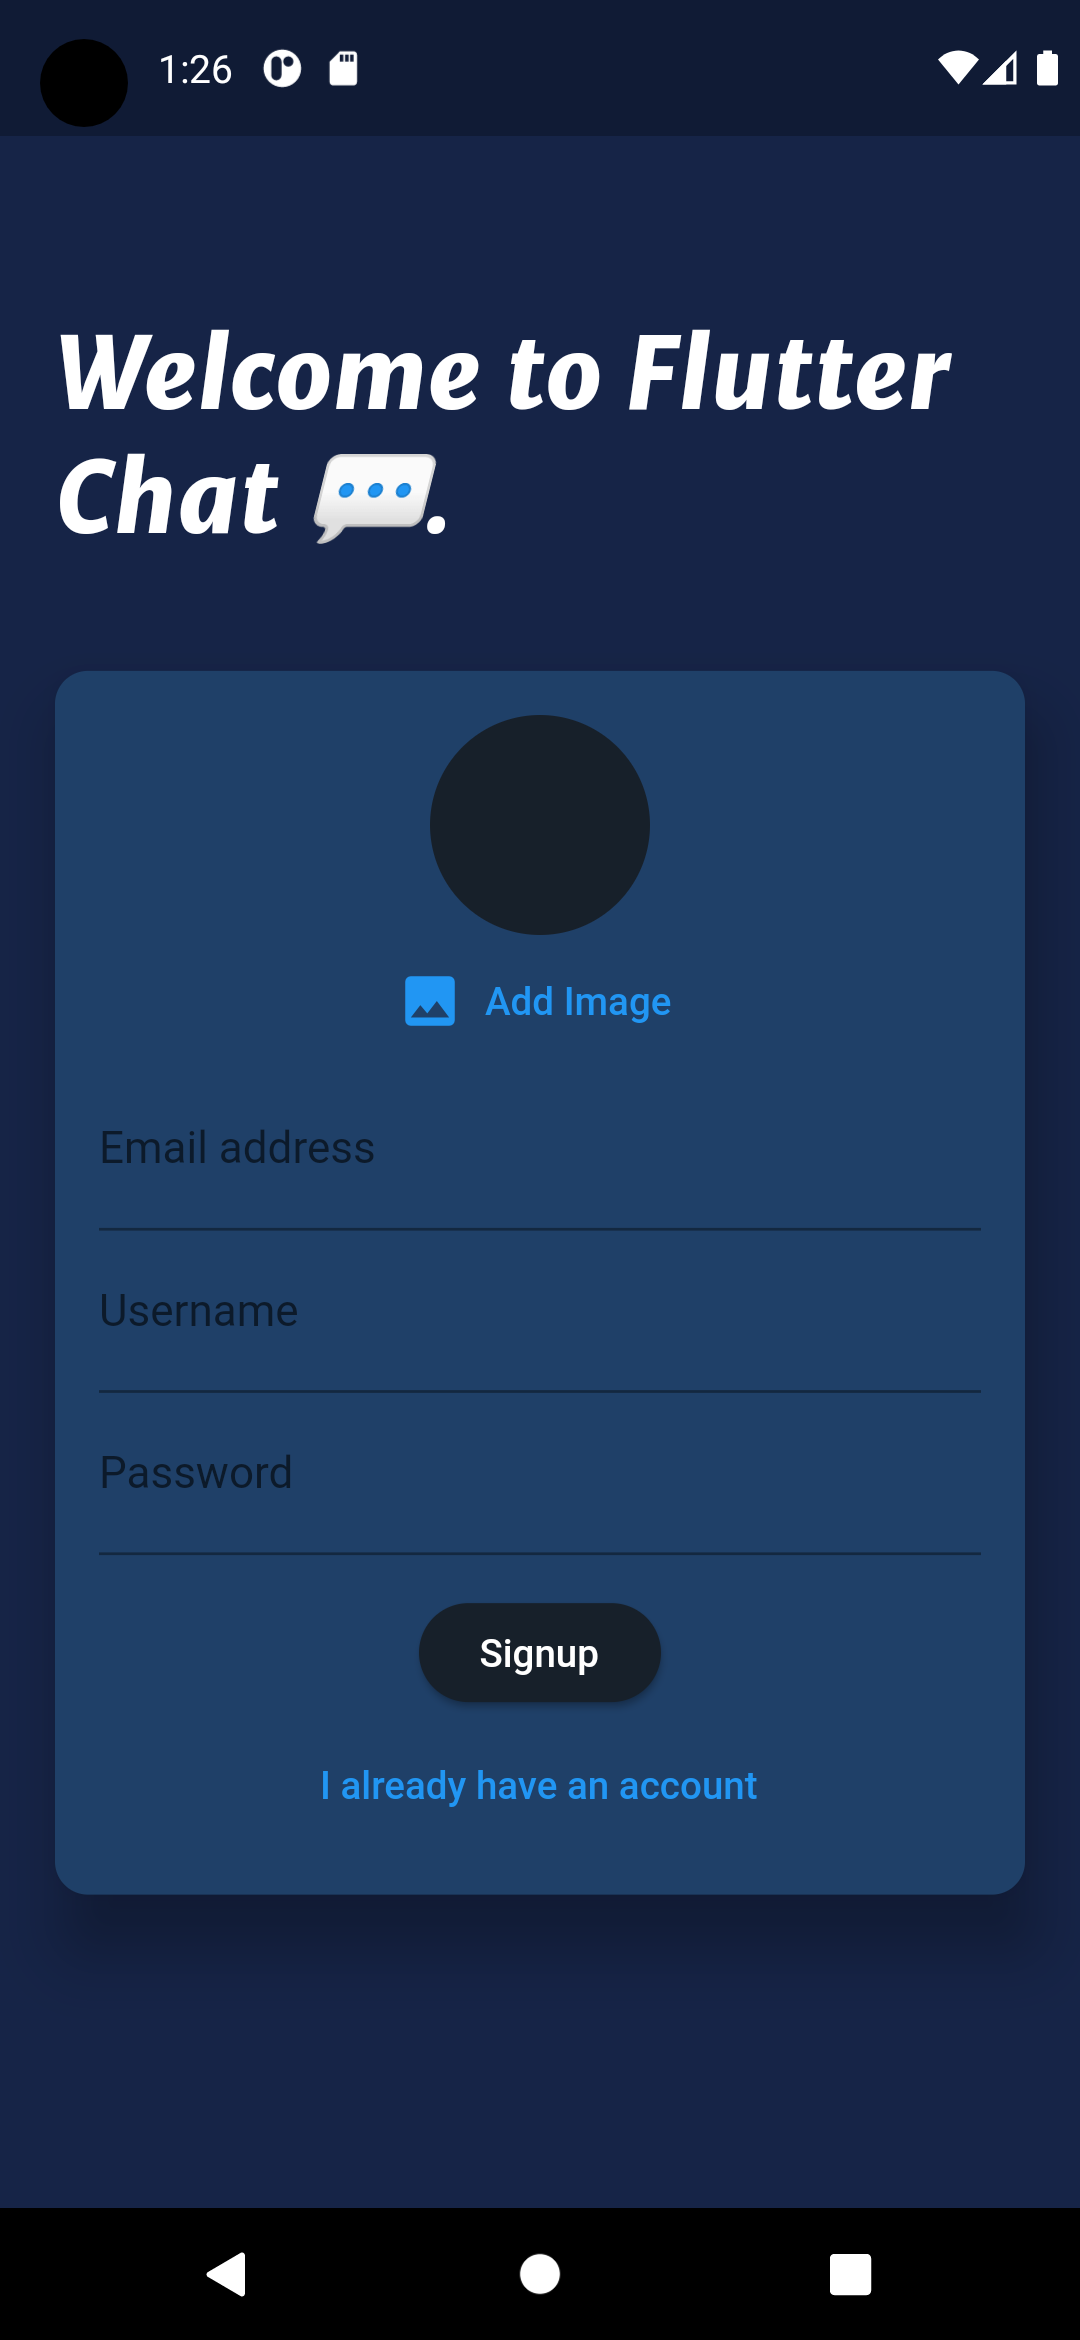 1:26
Welcome to Flutter
Chat 💬.
Add Image
Email address
Username
Password
Signup
I already have an account